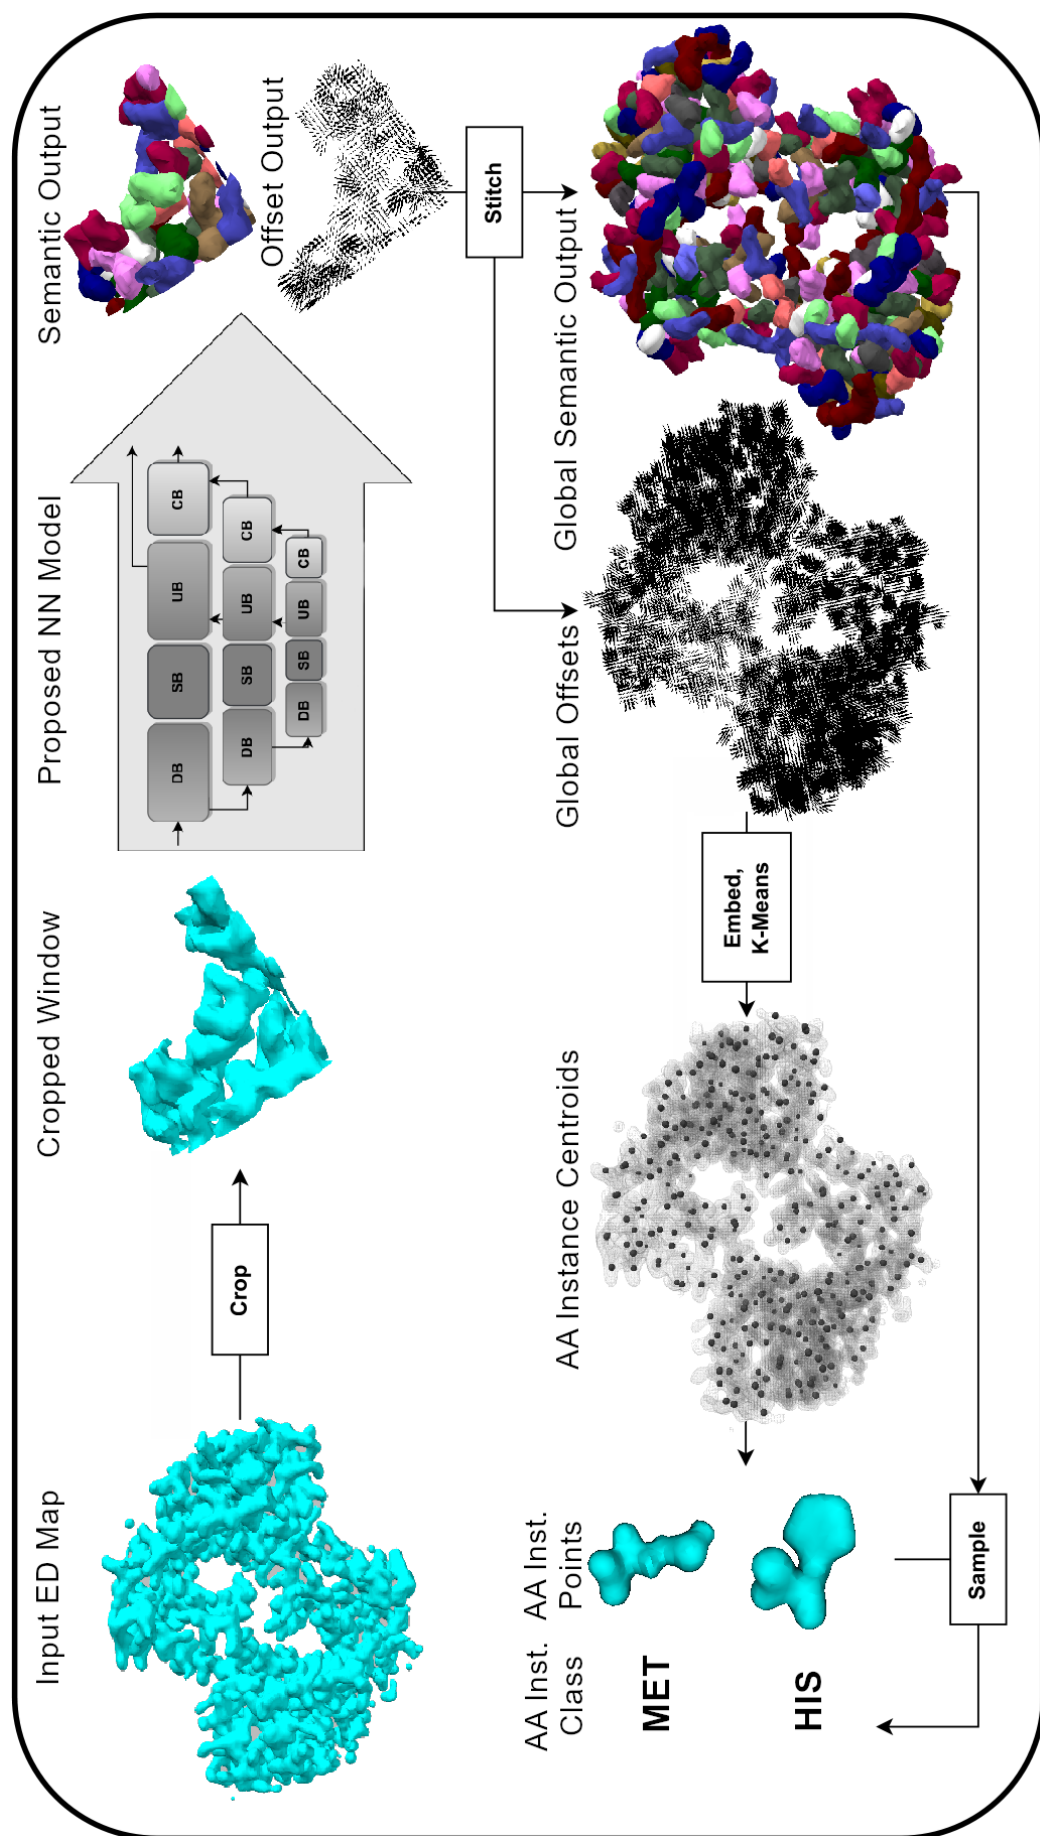 Input ED Map
Crop
Cropped Window
Proposed NN Model
DB
SB
UB
CB
DB
SB
UB
CB
DB
SB
UB
CB
Semantic Output
Offset Output
Stitch
Global Semantic Output
Global Offsets
Embed,
K-Means
AA Instance Centroids
AA Inst.
Points
AA Inst.
Class
MET
HIS
Sample